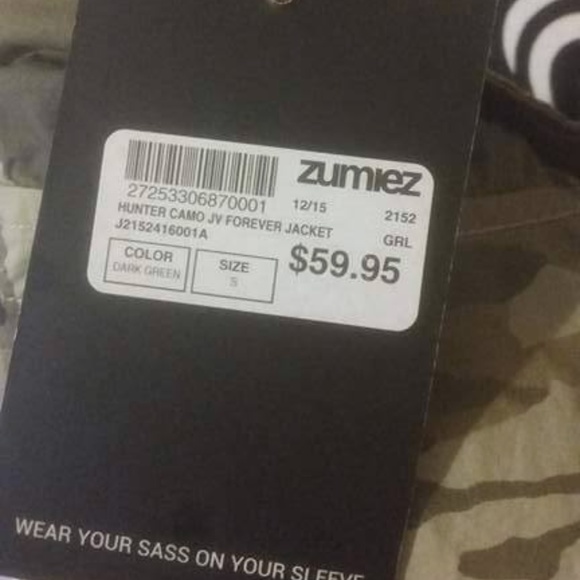 zumiez
27253306870001 12/15 2152
HUNTER CAMO JV FOREVER JACKET GRL
J2152416001A
COLOR SIZE $59.95
DARK GREEN S
WEAR YOUR SASS ON YOUR SLEEVE